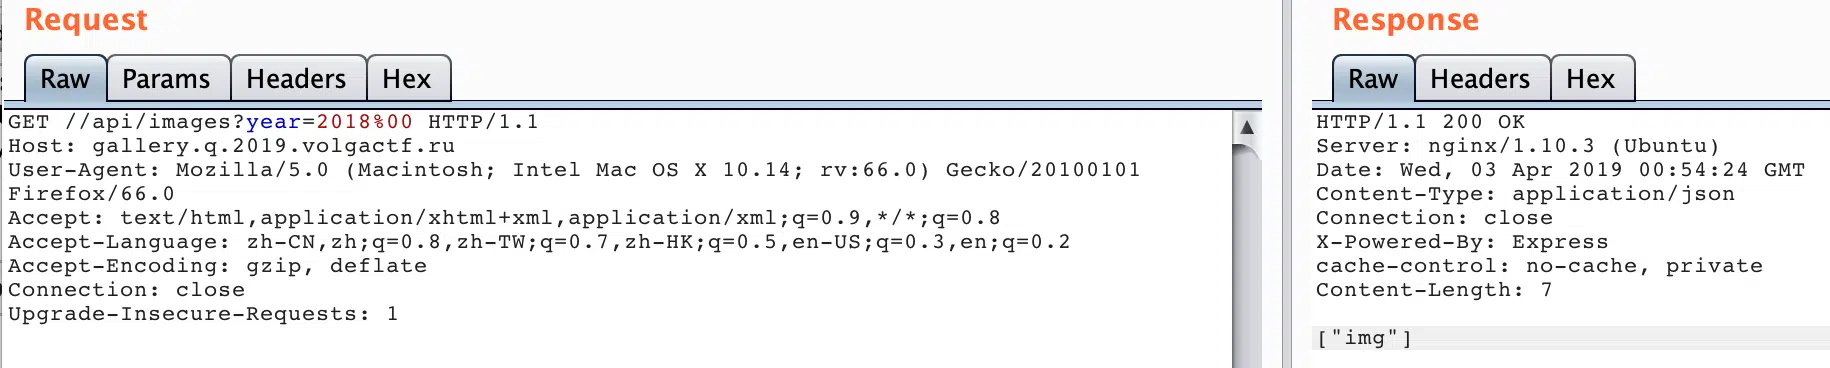 Request
Raw Params Headers Hex
GET //api/images?year=2018%00 HTTP/1.1
Host: gallery.q.2019.volgactf.ru
User-Agent: Mozilla/5.0 (Macintosh; Intel Mac OS X 10.14; rv:66.0) Gecko/20100101
Firefox/66.0
Accept: text/html,application/xhtml+xml,application/xml;q=0.9,*/*;q=0.8
Accept-Language: zh-CN,zh;q=0.8,zh-TW;q=0.7,zh-HK;q=0.5,en-US;q=0.3,en;q=0.2
Accept-Encoding: gzip, deflate
Connection: close
Upgrade-Insecure-Requests: 1
Response
Raw Headers Hex
HTTP/1.1 200 OK
Server: nginx/1.10.3 (Ubuntu)
Date: Wed, 03 Apr 2019 00:54:24 GMT
Content-Type: application/json
Connection: close
X-Powered-By: Express
cache-control: no-cache, private
Content-Length: 7
["img"]